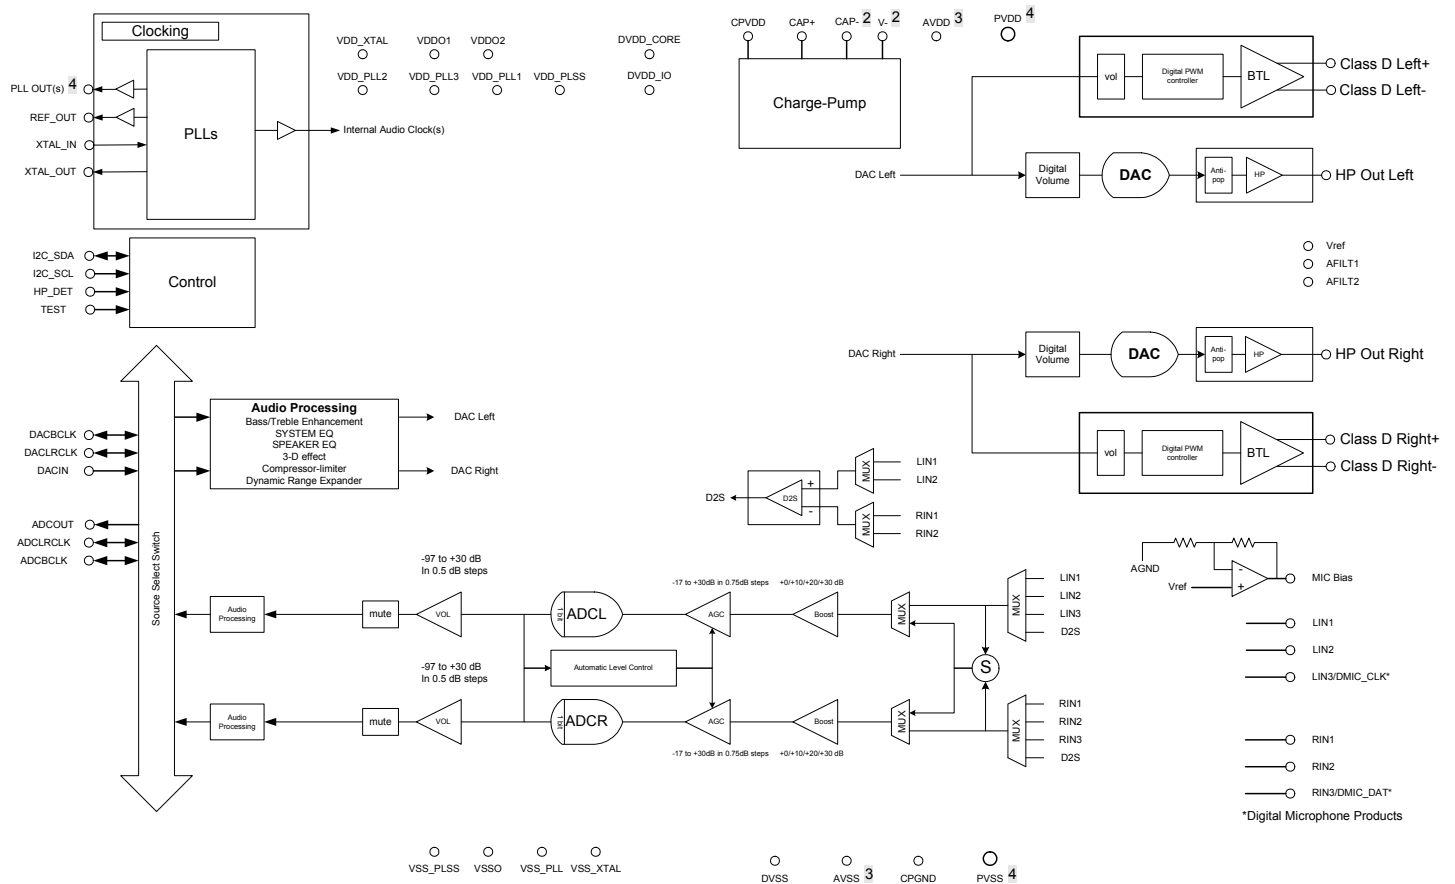 Clocking
PLL OUT(s) 4
REF_OUT
XTAL_IN
XTAL_OUT
PLLs
Internal Audio Clock(s)
VDD_XTAL
VDDO1
VDDO2
DVDD_CORE
VDD_PLL2
VDD_PLL3
VDD_PLL1
VDD_PLSS
DVDD_IO
CPVDD
CAP+
CAP- 2
V- 2
AVDD 3
PVDD 4
Charge-Pump
vol
Digital PWM
controller
BTL
Class D Left+
Class D Left-
DAC Left
Digital
Volume
DAC
Anti-
pop
HP
HP Out Left
I2C_SDA
I2C_SCL
HP_DET
TEST
Control
Vref
AFILT1
AFILT2
DAC Right
Digital
Volume
DAC
Anti-
pop
HP
HP Out Right
vol
Digital PWM
controller
BTL
Class D Right+
Class D Right-
DACBCLK
DACLRCLK
DACIN
ADCOUT
ADCLRCLK
ADCBCLK
Source Select Switch
Audio Processing
Bass/Treble Enhancement
SYSTEM EQ
SPEAKER EQ
3-D effect
Compressor-limiter
Dynamic Range Expander
DAC Left
DAC Right
D2S
D2S
+
-
MUX
LIN1
LIN2
MUX
RIN1
RIN2
-97 to +30 dB
In 0.5 dB steps
-17 to +30dB in 0.75dB steps
+0/+10/+20/+30 dB
Audio
Processing
mute
VOL
1 bit
ADCL
AGC
Boost
MUX
MUX
LIN1
LIN2
LIN3
D2S
Automatic Level Control
S
-97 to +30 dB
In 0.5 dB steps
Audio
Processing
mute
VOL
1 bit
ADCR
AGC
Boost
MUX
MUX
RIN1
RIN2
RIN3
D2S
-17 to +30dB in 0.75dB steps
+0/+10/+20/+30 dB
AGND
Vref
-
+
MIC Bias
LIN1
LIN2
LIN3/DMIC_CLK*
RIN1
RIN2
RIN3/DMIC_DAT*
*Digital Microphone Products
VSS_PLSS
VSSO
VSS_PLL
VSS_XTAL
DVSS
AVSS 3
CPGND
PVSS 4